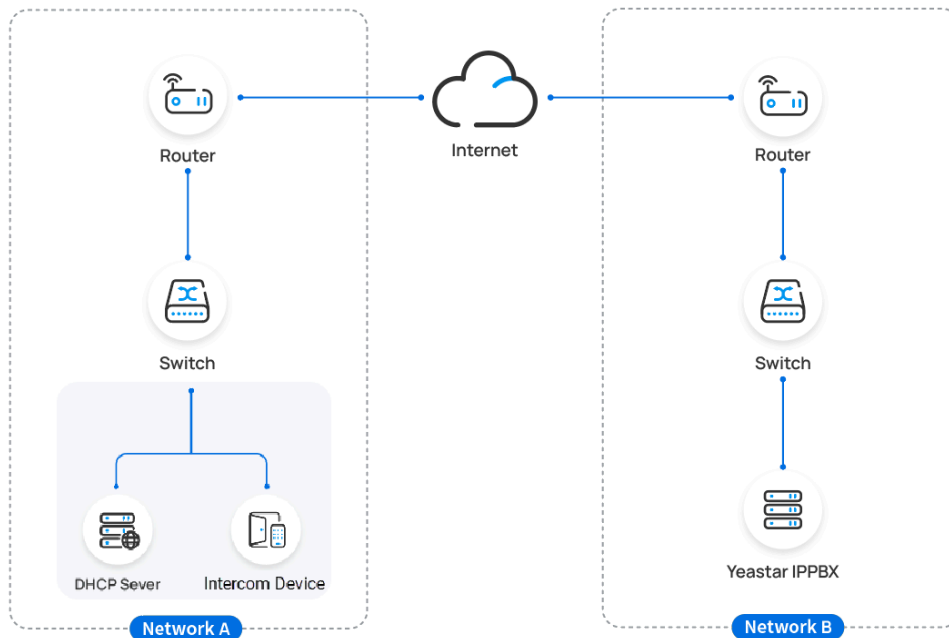 Router
Internet
Router
Switch
Switch
DHCP Sever
Intercom Device
Yeastar IPPBX
Network A
Network B